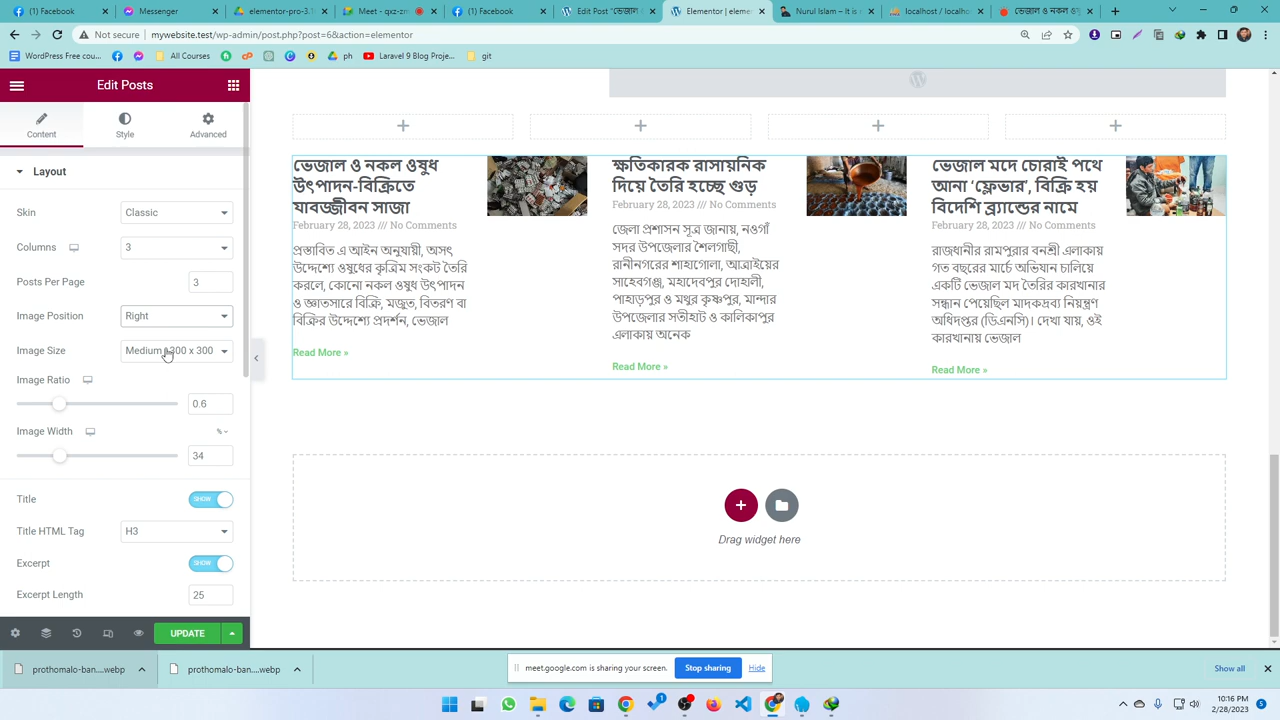 elementor-pro-3.1
(1) Facebook
Messenger
Meet – qxz-zn
(2) Facebook
(1) Facebook
Edit Post "ভেজাল
Elementor | eleme
Nurul Islam – It is
localhost / localho
ভেজাল ও নকল ওষু
Not secure | mywebsite.test/wp-admin/post.php?post=6&action=elementor
WordPress Free cou...
All Courses
ph
Laravel 9 Blog Proje...
git
Edit Posts
Content
Style
Advanced
Layout
Skin
Classic
Columns
3
Posts Per Page
3
Image Position
Right
Image Size
Medium - 300 x 300
Image Ratio
0.6
Image Width
%
34
Title
SHOW
Title HTML Tag
H3
Excerpt
SHOW
Excerpt Length
25
UPDATE
ভেজাল ও নকল ওষুধ
উৎপাদন-বিক্রিতে
যাবজ্জীবন সাজা
February 28, 2023 /// No Comments
প্রস্তাবিত এ আইন অনুযায়ী, অসৎ
উদ্দেশ্যে ওষুধের কৃত্রিম সংকট তৈরি
করলে, কোনো নকল ওষুধ উৎপাদন
ও জ্ঞাতসারে বিক্রি, মজুত, বিতরণ বা
বিক্রির উদ্দেশ্যে প্রদর্শন, ভেজাল
Read More »
ক্ষতিকারক রাসায়নিক
দিয়ে তৈরি হচ্ছে গুড়
February 28, 2023 /// No Comments
জেলা প্রশাসন সূত্র জানায়, নওগাঁ
সদর উপজেলার শৈলগাছী,
রানীনগরের শাহাগোলা, আত্রাইয়ের
সাহেবগঞ্জ, মহাদেবপুর দোহালী,
পাহাড়পুর ও মথুর কৃষ্ণপুর, মান্দার
উপজেলার সতীহাট ও কালিকাপুর
এলাকায় অনেক
Read More »
ভেজাল মদে চোরাই পথে
আনা ‘ফ্লেভার’, বিক্রি হয়
বিদেশি ব্র্যান্ডের নামে
February 28, 2023 /// No Comments
রাজধানীর রামপুরার বনশ্রী এলাকায়
গত বছরের মার্চে অভিযান চালিয়ে
একটি ভেজাল মদ তৈরির কারখানার
সন্ধান পেয়েছিল মাদকদ্রব্য নিয়ন্ত্রণ
অধিদপ্তর (ডিএনসি)। দেখা যায়, ওই
কারখানায় ভেজাল
Read More »
Drag widget here
prothomalo-ban....webp
prothomalo-ban....webp
meet.google.com is sharing your screen.
Stop sharing
Hide
Show all
10:16 PM
2/28/2023